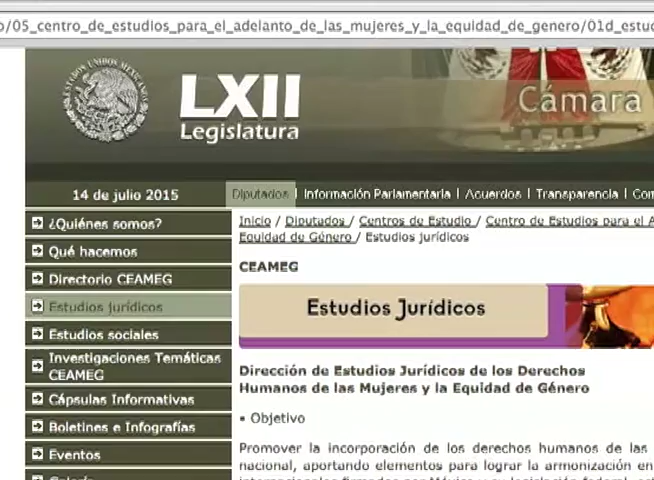 o/05_centro_de_estudios_para_el_adelanto_de_las_mujeres_y_la_equidad_de_genero/01d_estud
ESTADOS UNIDOS MEXICANOS
LXII
Legislatura
Cámara
14 de julio 2015
Diputados | Información Parlamentaria | Acuerdos | Transparencia | Com
¿Quiénes somos?
Qué hacemos
Directorio CEAMEG
Estudios jurídicos
Estudios sociales
Investigaciones Temáticas
CEAMEG
Cápsulas Informativas
Boletines e Infografías
Eventos
Inicio / Diputados / Centros de Estudio / Centro de Estudios para el A
Equidad de Género / Estudios jurídicos
CEAMEG
Estudios Jurídicos
Dirección de Estudios Jurídicos de los Derechos
Humanos de las Mujeres y la Equidad de Género
• Objetivo
Promover la incorporación de los derechos humanos de las
nacional, aportando elementos para lograr la armonización en